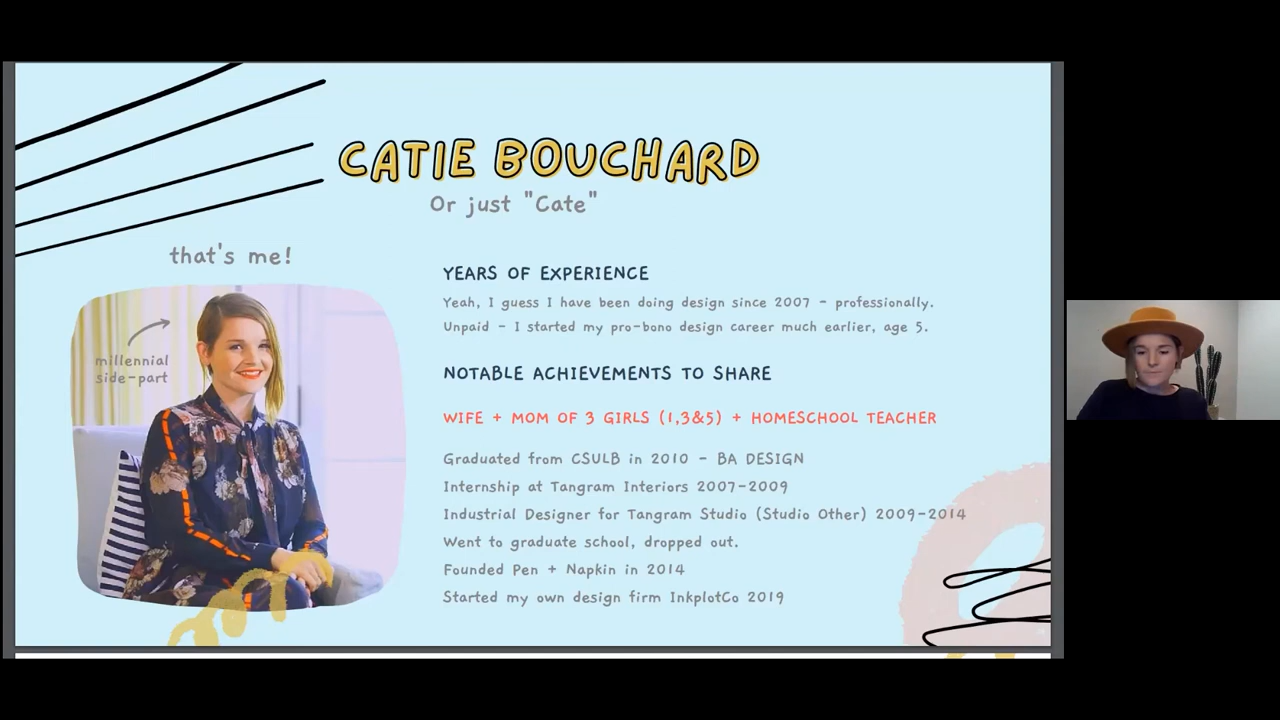 CATIE BOUCHARD
Or just "Cate"
that's me!
millennial
side-part
YEARS OF EXPERIENCE
Yeah, I guess I have been doing design since 2007 - professionally.
Unpaid - I started my pro-bono design career much earlier, age 5.
NOTABLE ACHIEVEMENTS TO SHARE
WIFE + MOM OF 3 GIRLS (1,3&5) + HOMESCHOOL TEACHER
Graduated from CSULB in 2010 - BA DESIGN
Internship at Tangram Interiors 2007-2009
Industrial Designer for Tangram Studio (Studio Other) 2009-2014
Went to graduate school, dropped out.
Founded Pen + Napkin in 2014
Started my own design firm InkplotCo 2019